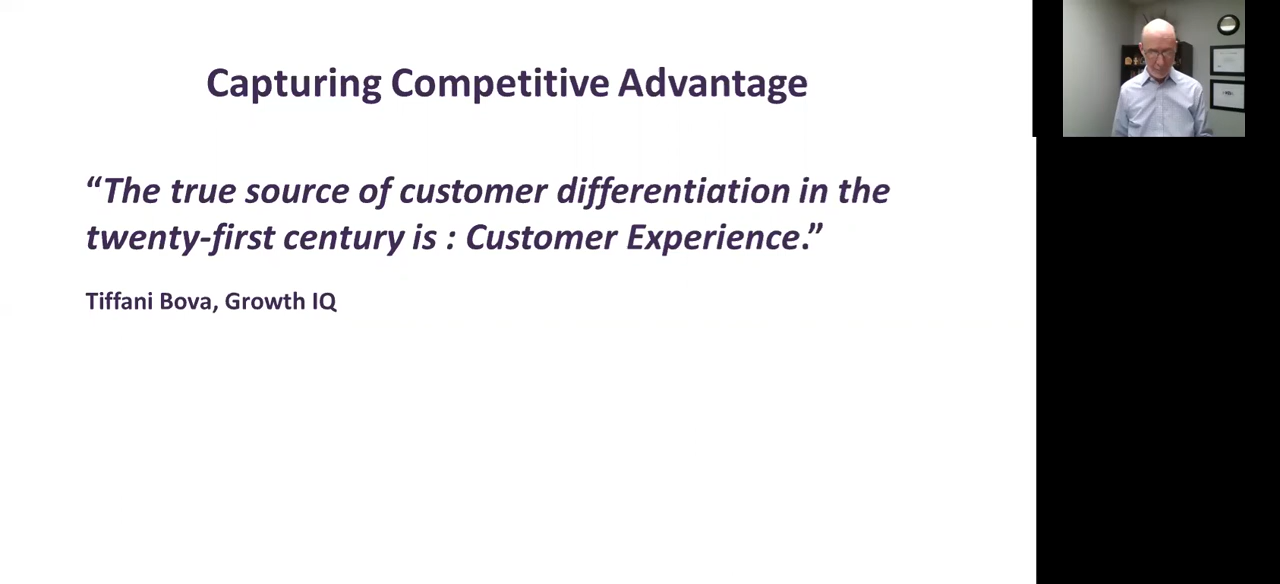 Capturing Competitive Advantage
“The true source of customer differentiation in the
twenty-first century is : Customer Experience.”
Tiffani Bova, Growth IQ